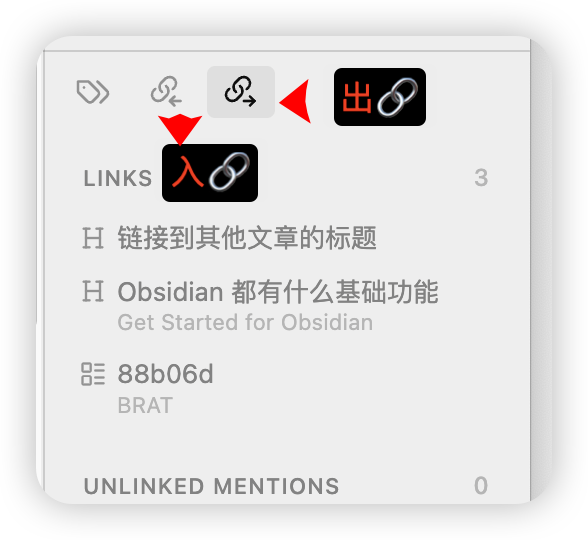 出
入
LINKS 3
链接到其他文章的标题
Obsidian 都有什么基础功能
Get Started for Obsidian
88b06d
BRAT
UNLINKED MENTIONS 0